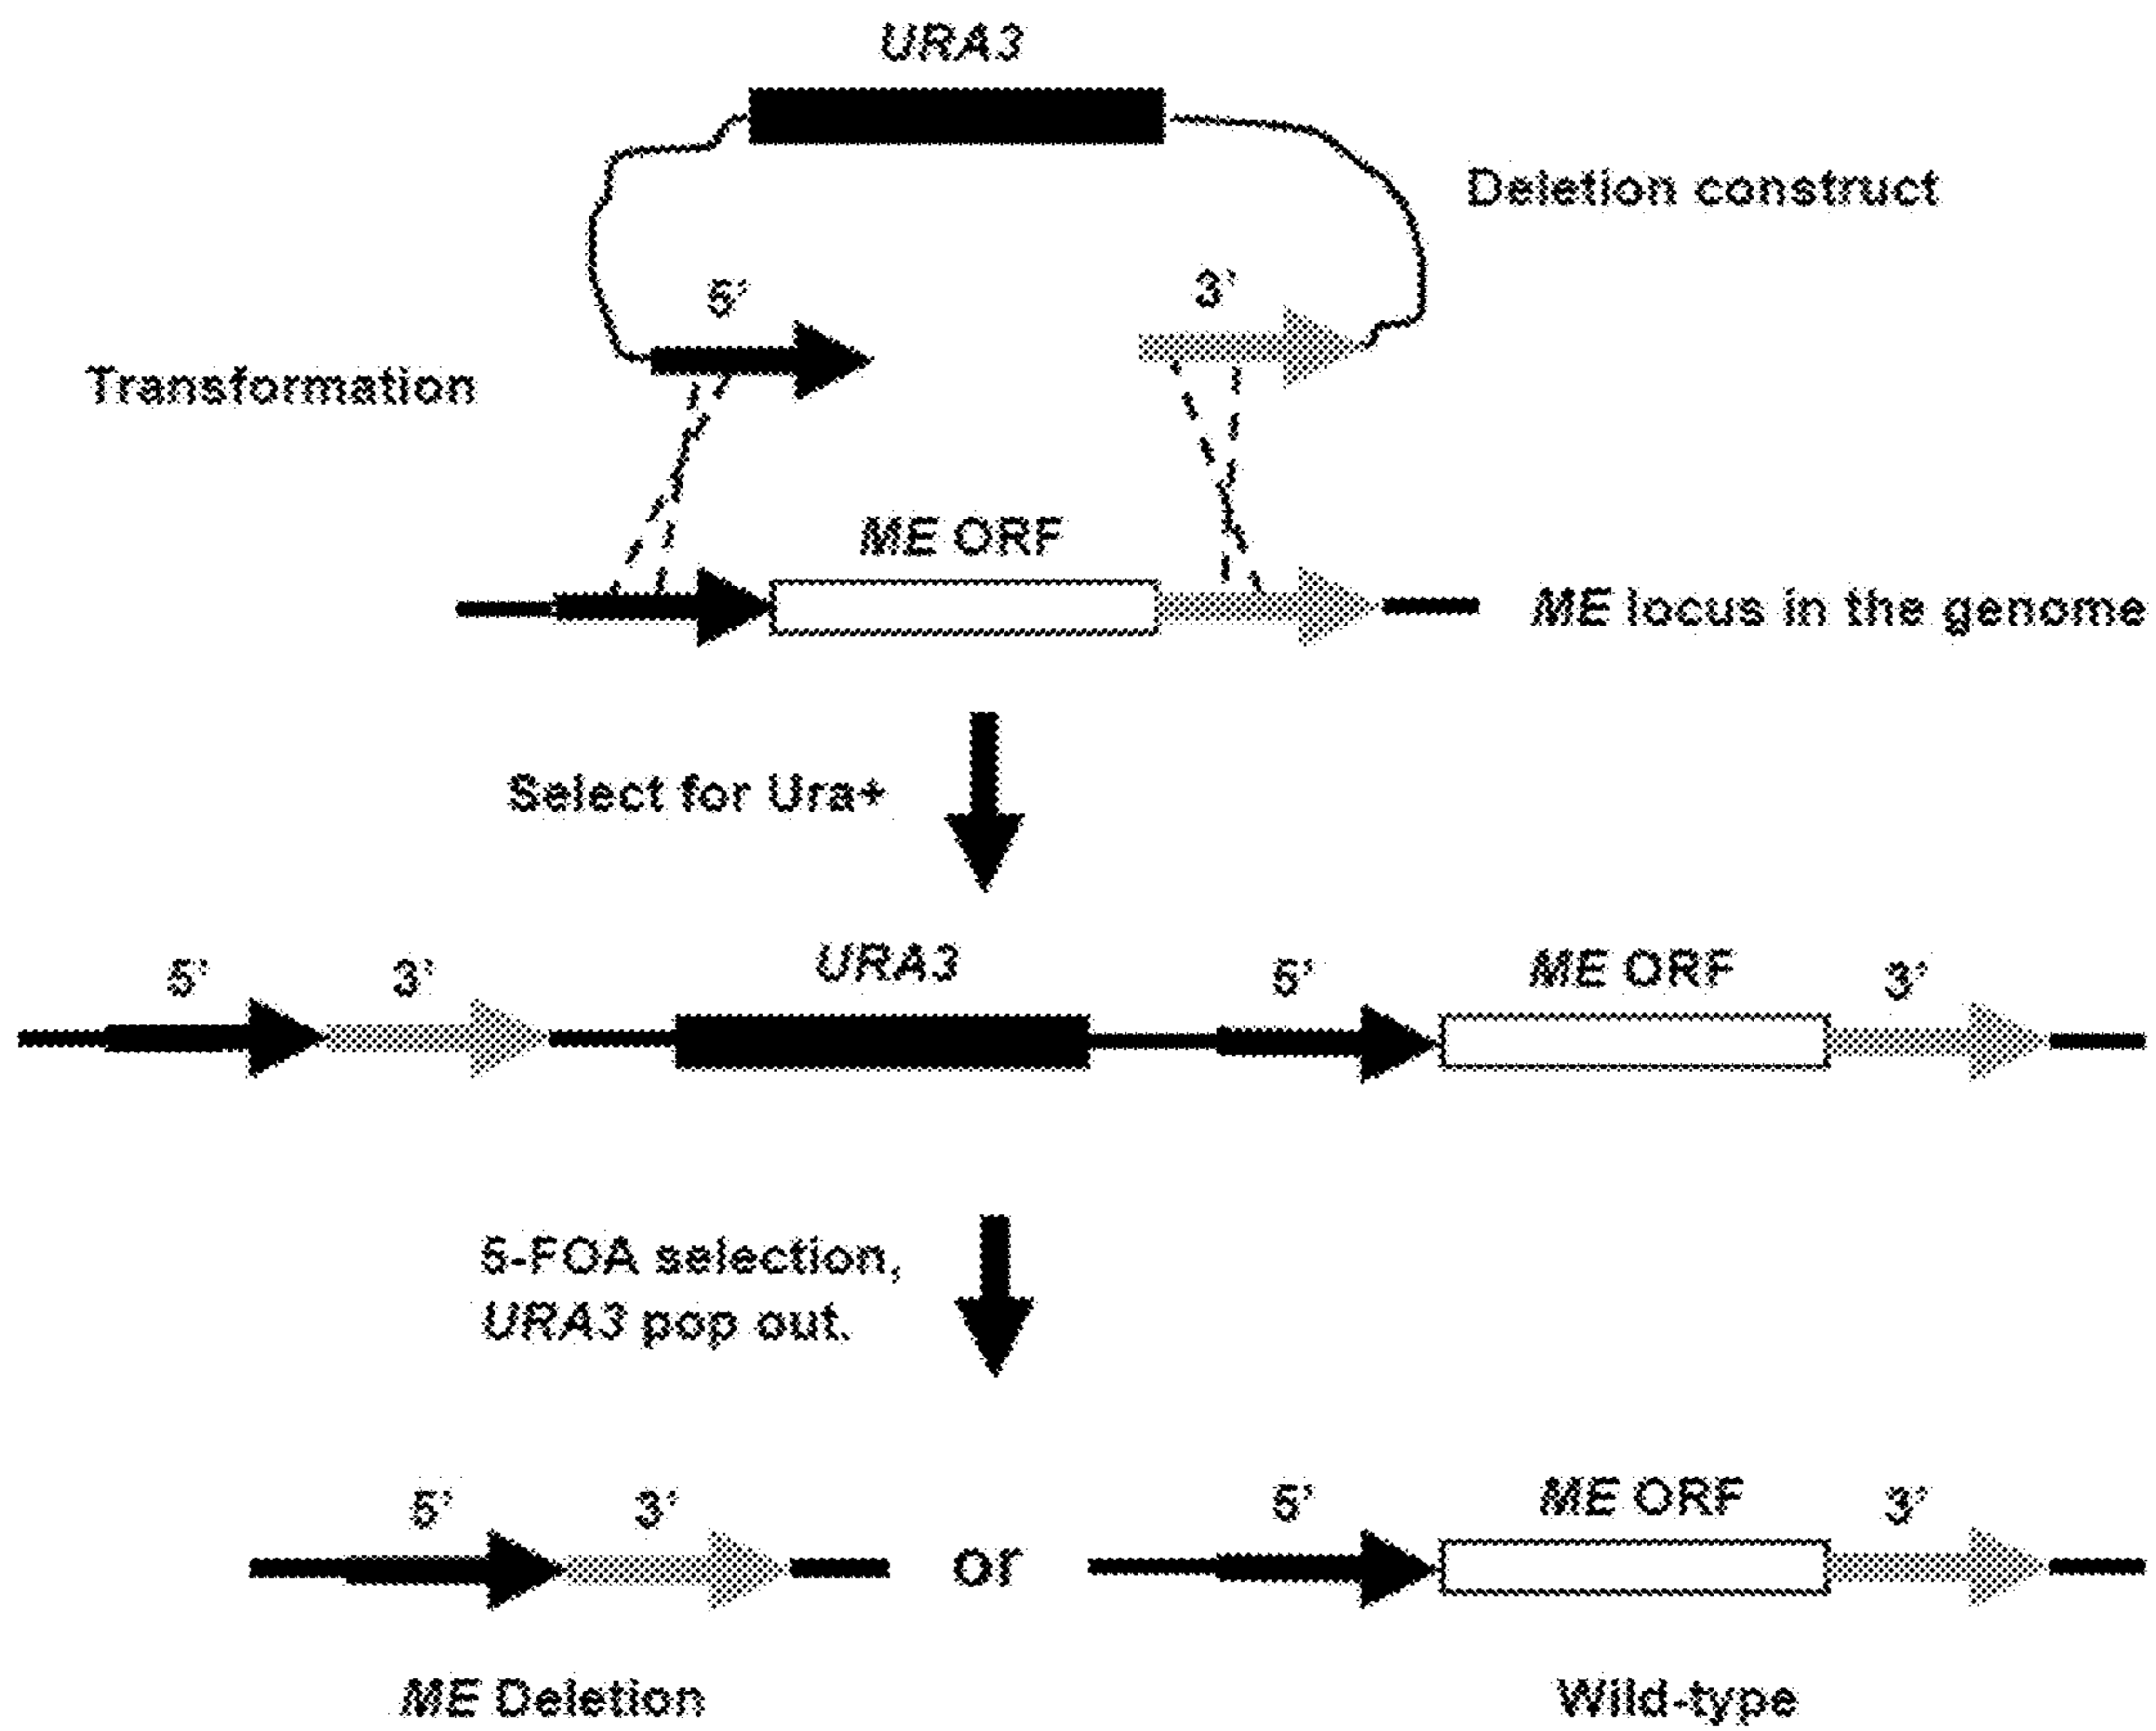 URA3
Deletion construct
5' 3'
Transformation
ME ORF
ME locus in the genome
Select for Ura+
5' 3' URA3 5' ME ORF 3'
5-FOA selection,
URA3 pop out.
5' 3' 5' ME ORF 3'
or
ME Deletion
Wild-type